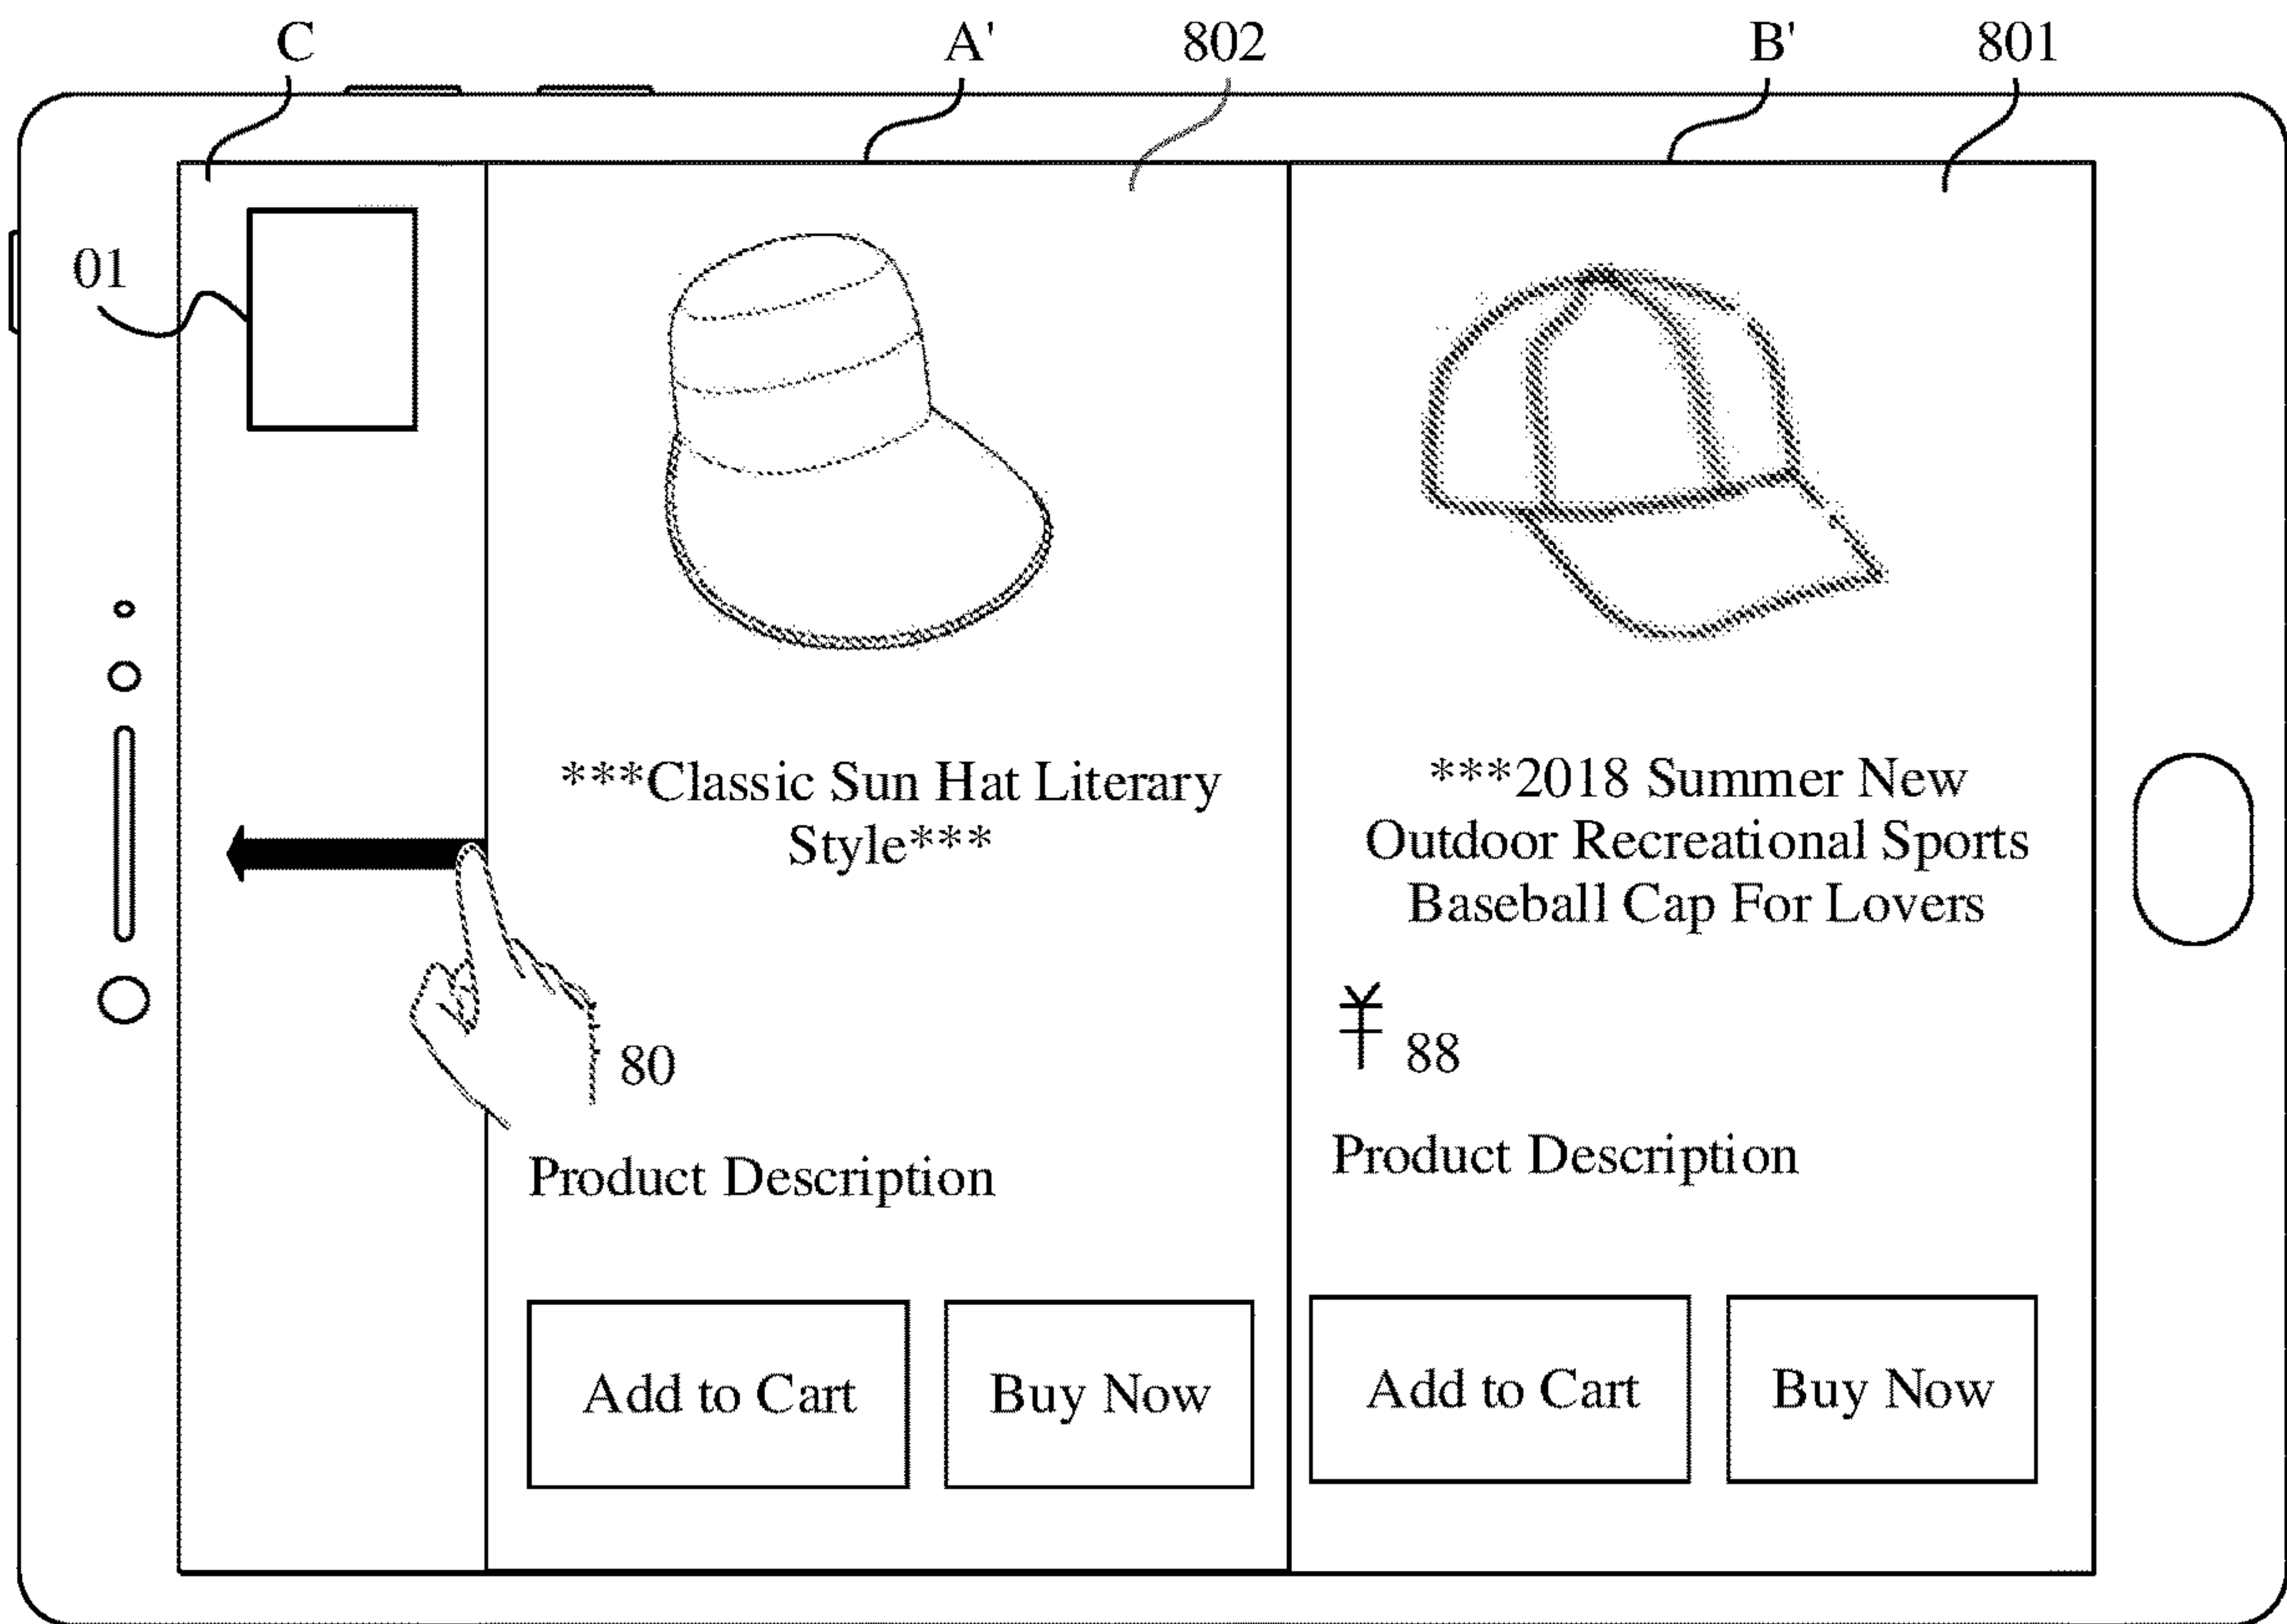 C
A'
802
B'
801
01
***Classic Sun Hat Literary
Style***
80
Product Description
Add to Cart
Buy Now
***2018 Summer New
Outdoor Recreational Sports
Baseball Cap For Lovers
¥ 88
Product Description
Add to Cart
Buy Now